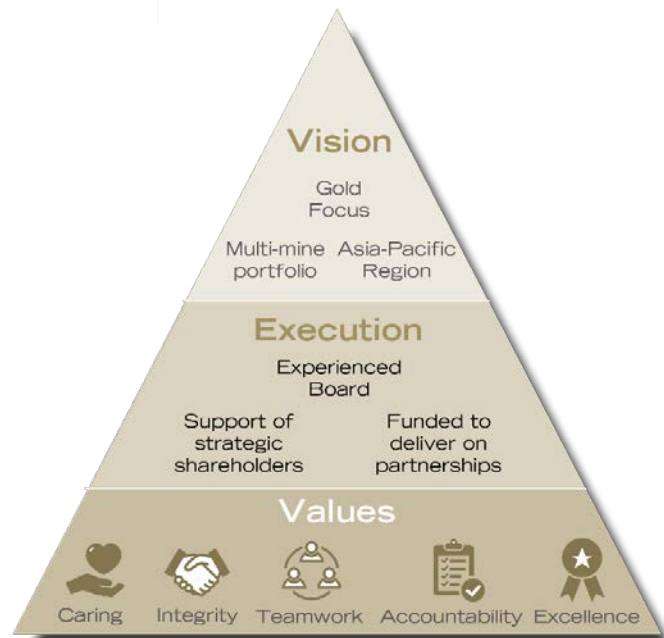 Vision
Gold
Focus
Multi-mine
portfolio
Asia-Pacific
Region
Execution
Experienced
Board
Support of
strategic
shareholders
Funded to
deliver on
partnerships
Values
Caring
Integrity
Teamwork
Accountability
Excellence